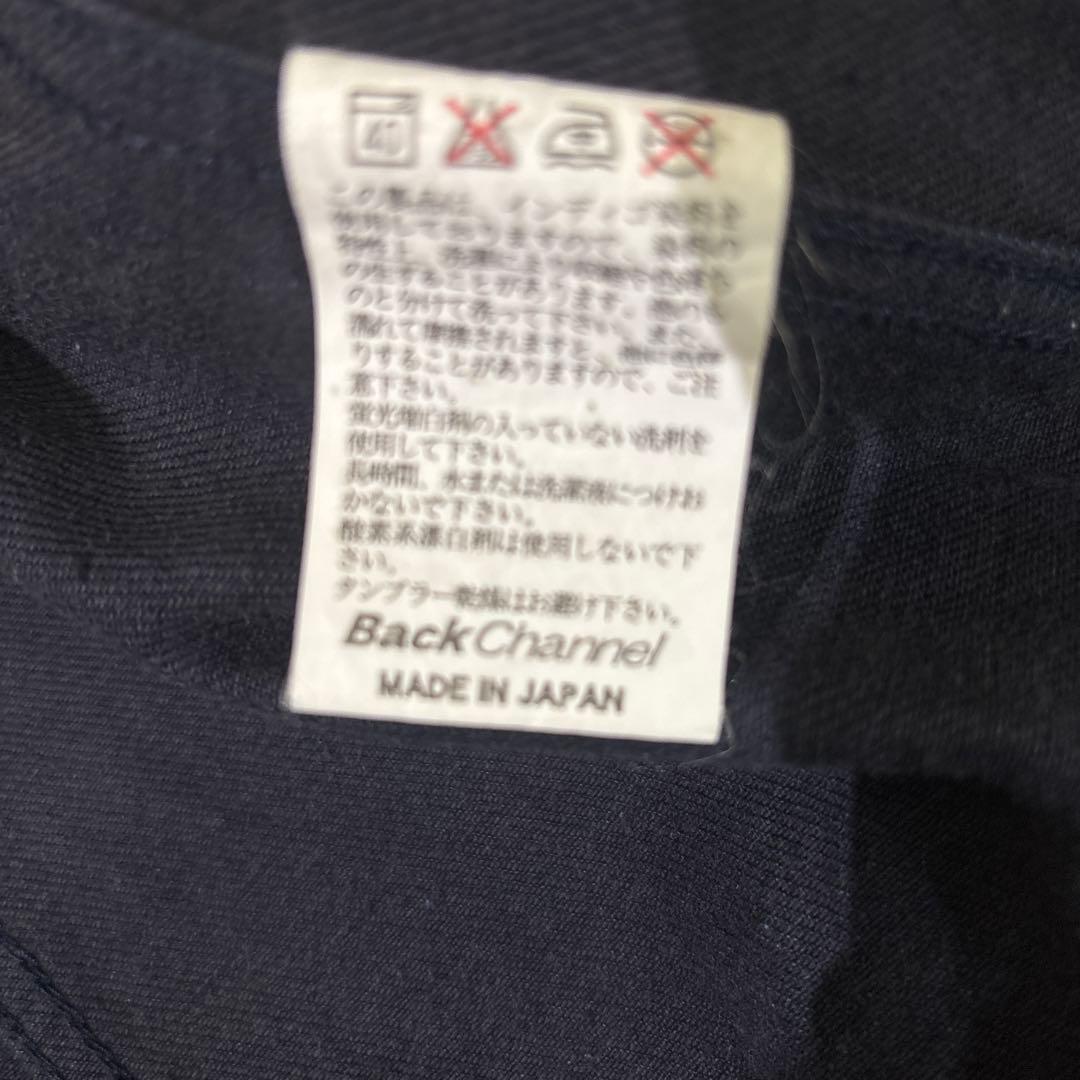 40
この製品は、インディゴ染料を
使用しておりますので、染料の
特性上、洗濯により収縮や色落ち
の生ずることがあります。他のも
のと分けて洗って下さい。また、
濡れて摩擦されますと、
りすることがありますので、ご注
意下さい。
蛍光増白剤の入っていない洗剤を
使用して下さい。
長時間、水または洗濯液につけお
かないで下さい。
酸素系漂白剤は使用しないで下
さい。
タンブラー乾燥はお避け下さい。
BackChannel
MADE IN JAPAN